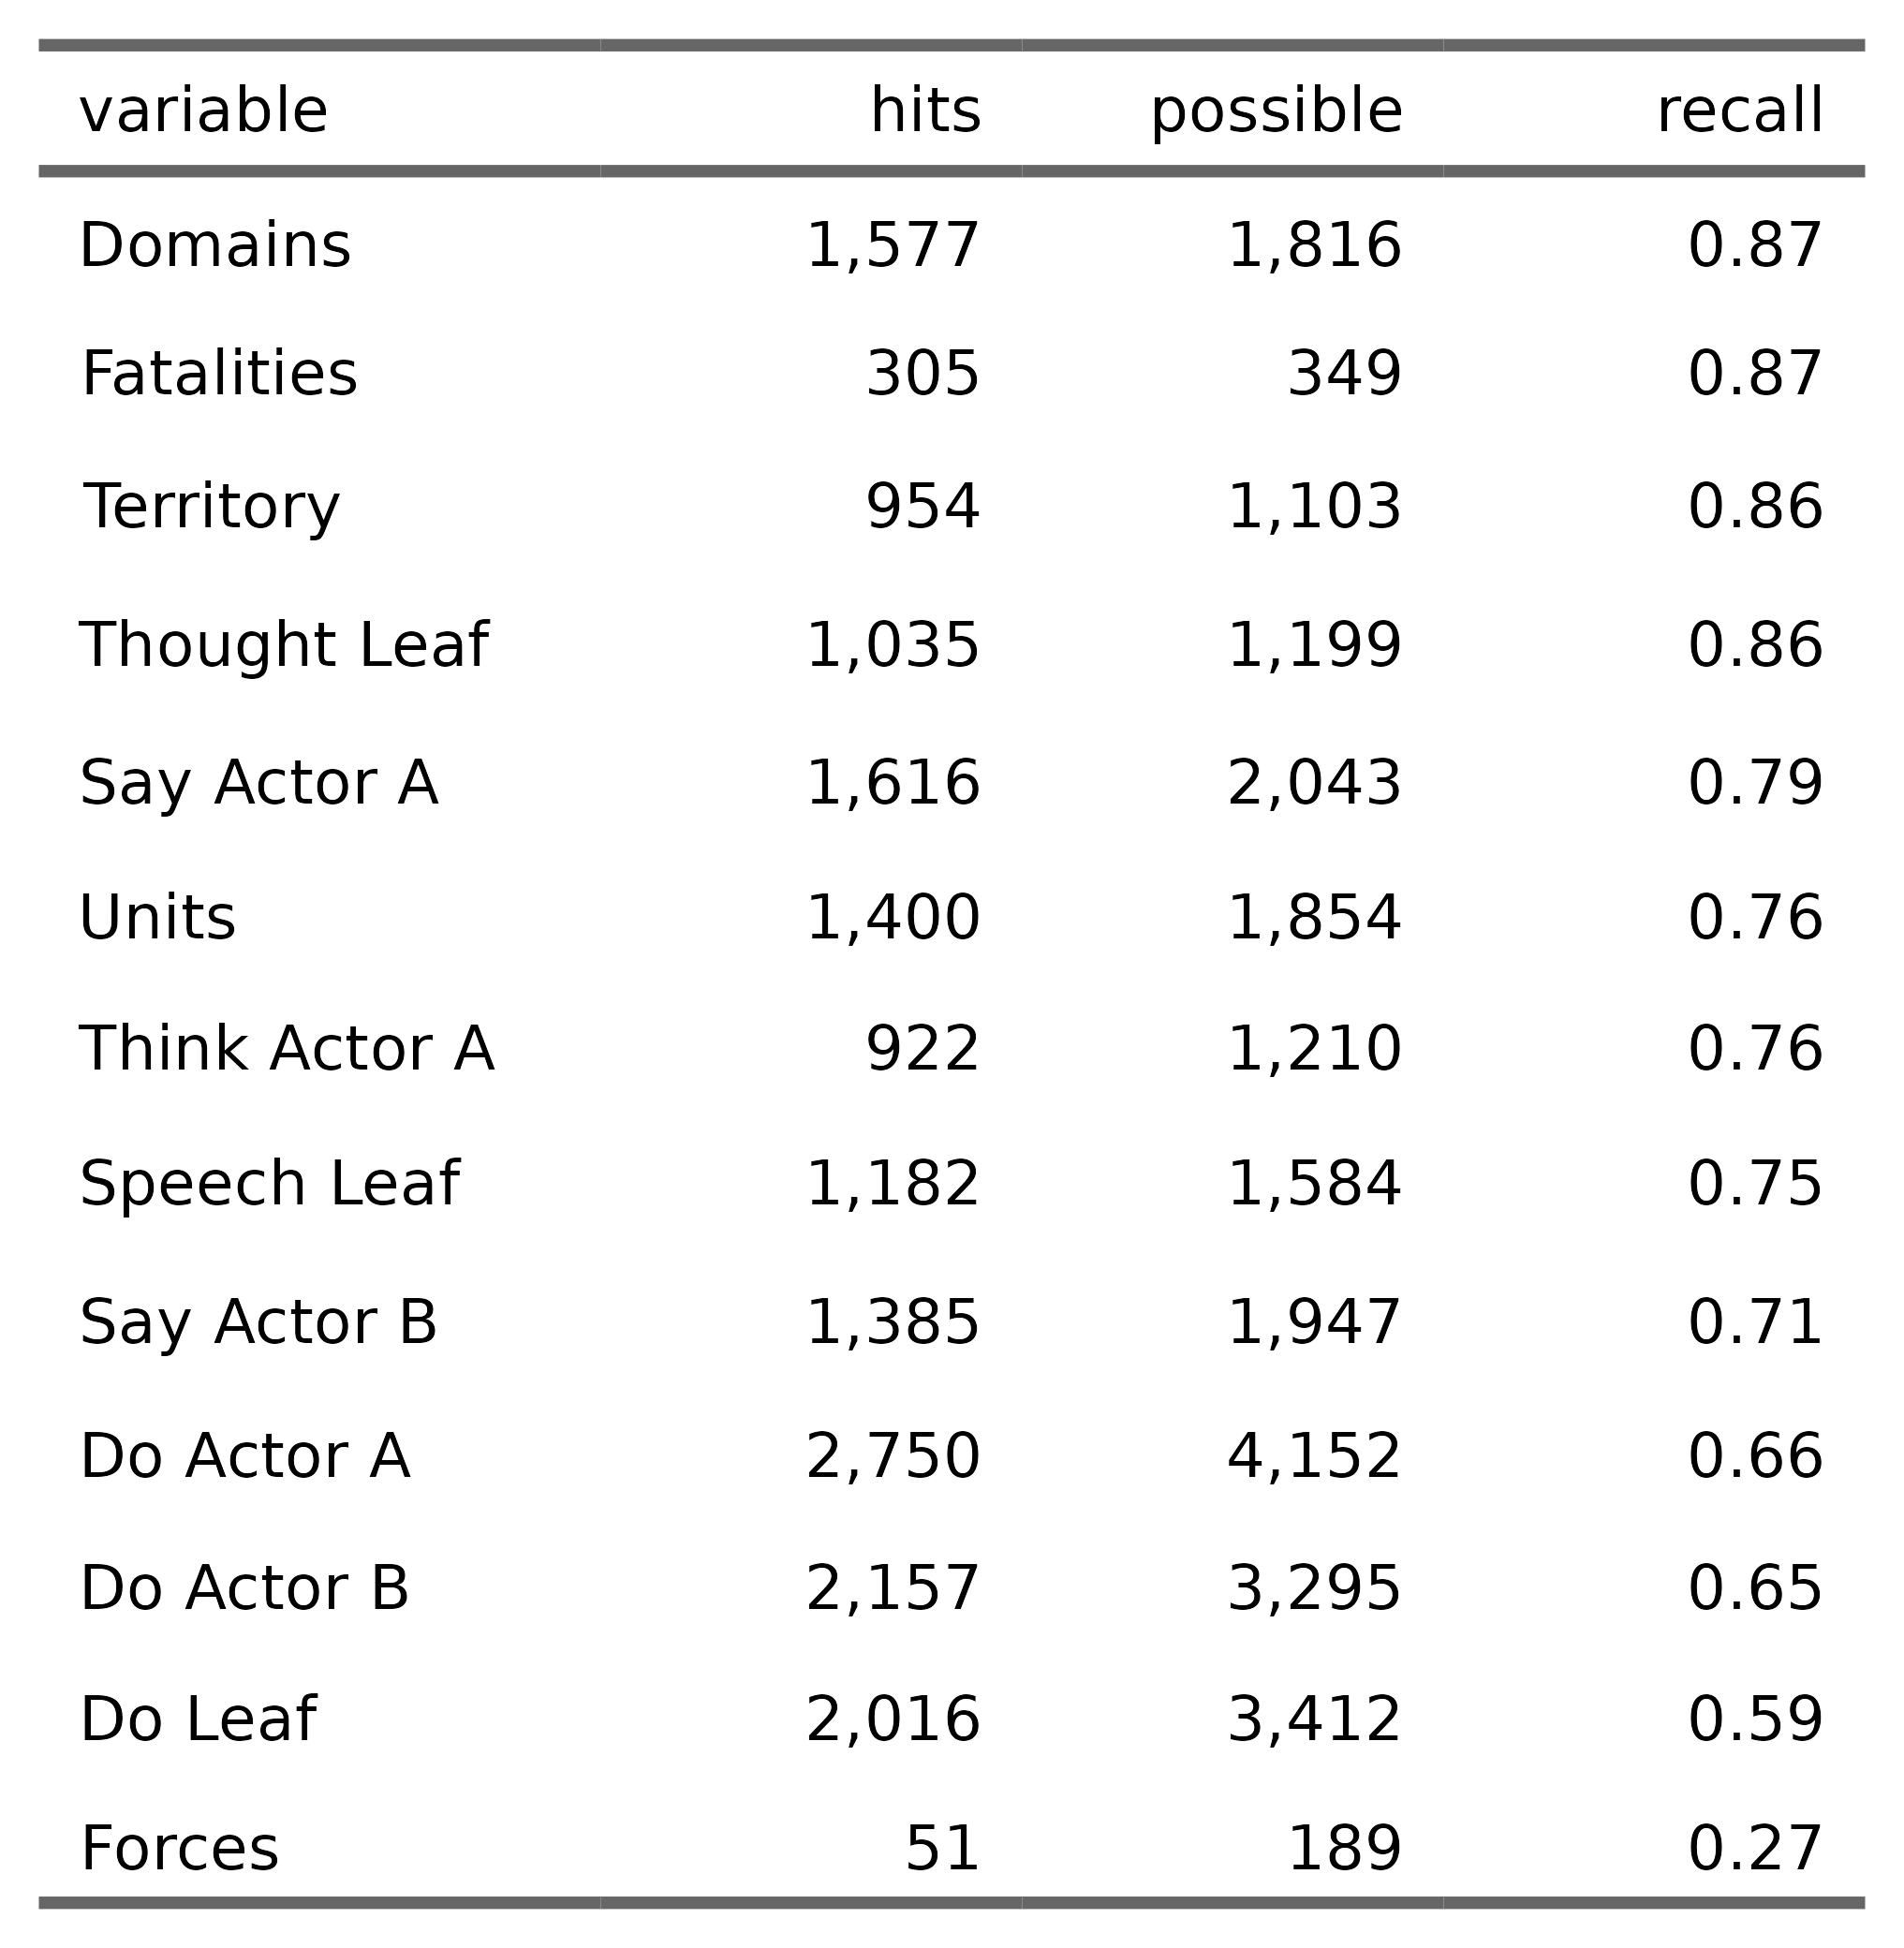 variable hits possible recall
Domains 1,577 1,816 0.87
Fatalities 305 349 0.87
Territory 954 1,103 0.86
Thought Leaf 1,035 1,199 0.86
Say Actor A 1,616 2,043 0.79
Units 1,400 1,854 0.76
Think Actor A 922 1,210 0.76
Speech Leaf 1,182 1,584 0.75
Say Actor B 1,385 1,947 0.71
Do Actor A 2,750 4,152 0.66
Do Actor B 2,157 3,295 0.65
Do Leaf 2,016 3,412 0.59
Forces 51 189 0.27